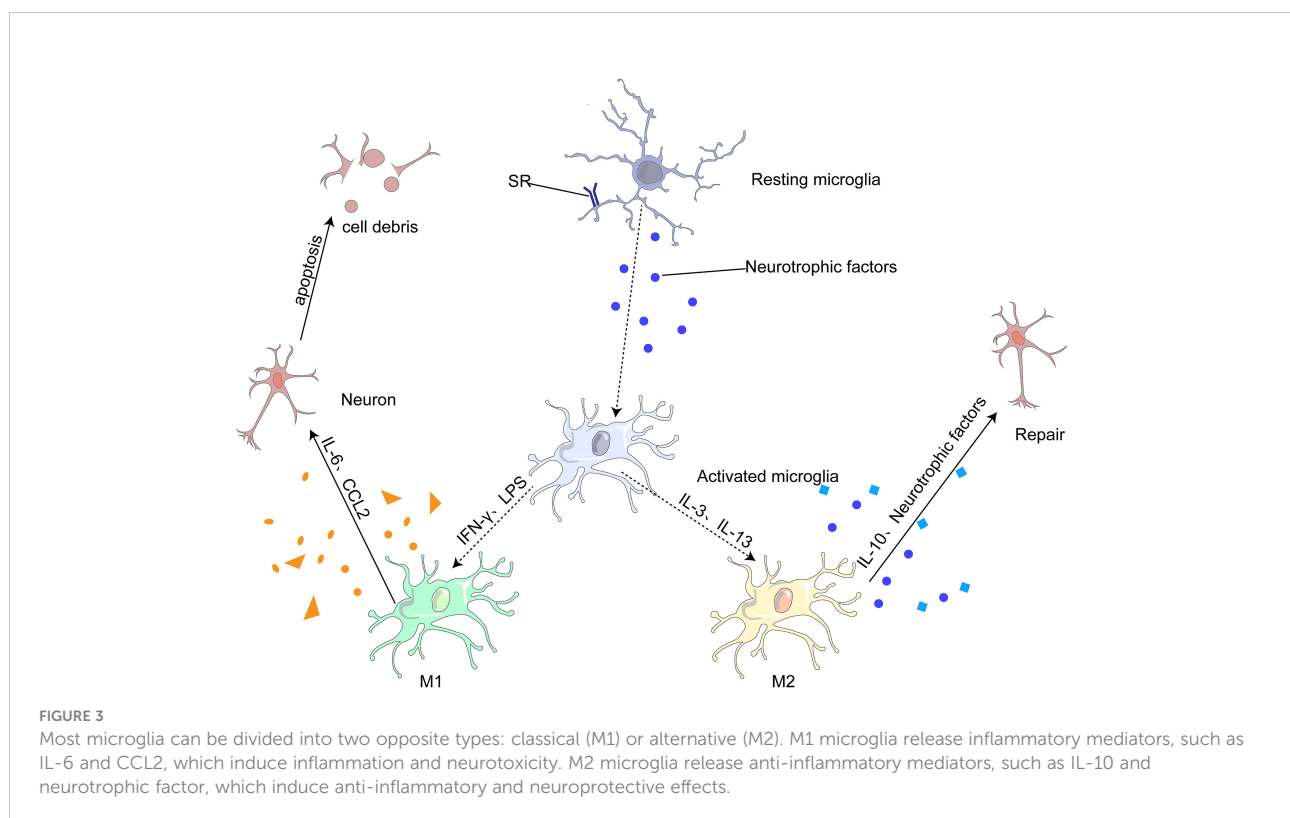 SR
Resting microglia
cell debris
Neurotrophic factors
apoptosis
Neuron
Repair
IL-6、CCL2
IFN-γ、LPS
Activated microglia
IL-3、IL-13
IL-10、Neurotrophic factors
M1
M2
FIGURE 3
Most microglia can be divided into two opposite types: classical (M1) or alternative (M2). M1 microglia release inflammatory mediators, such as
IL-6 and CCL2, which induce inflammation and neurotoxicity. M2 microglia release anti-inflammatory mediators, such as IL-10 and
neurotrophic factor, which induce anti-inflammatory and neuroprotective effects.